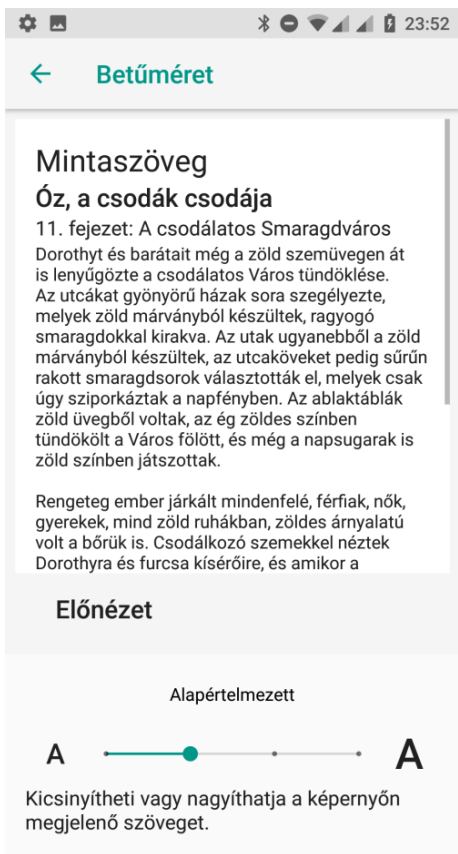 23:52
Betűméret
Mintaszöveg
Óz, a csodák csodája
11. fejezet: A csodálatos Smaragdváros
Dorothyt és barátait még a zöld szemüvegen át
is lenyűgözte a csodálatos Város tündöklése.
Az utcákat gyönyörű házak sora szegélyezte,
melyek zöld márványból készültek, ragyogó
smaragdokkal kirakva. Az utak ugyanebből a zöld
márványból készültek, az utcaköveket pedig sűrűn
rakott smaragdsorok választották el, melyek csak
úgy sziporkáztak a napfényben. Az ablaktáblák
zöld üvegből voltak, az ég zöldes színben
tündökölt a Város fölött, és még a napsugarak is
zöld színben játszottak.
Rengeteg ember járkált mindenfelé, férfiak, nők,
gyerekek, mind zöld ruhákban, zöldes árnyalatú
volt a bőrük is. Csodálkozó szemekkel néztek
Dorothyra és furcsa kísérőire, és amikor a
Előnézet
Alapértelmezett
A A
Kicsinyítheti vagy nagyíthatja a képernyőn
megjelenő szöveget.